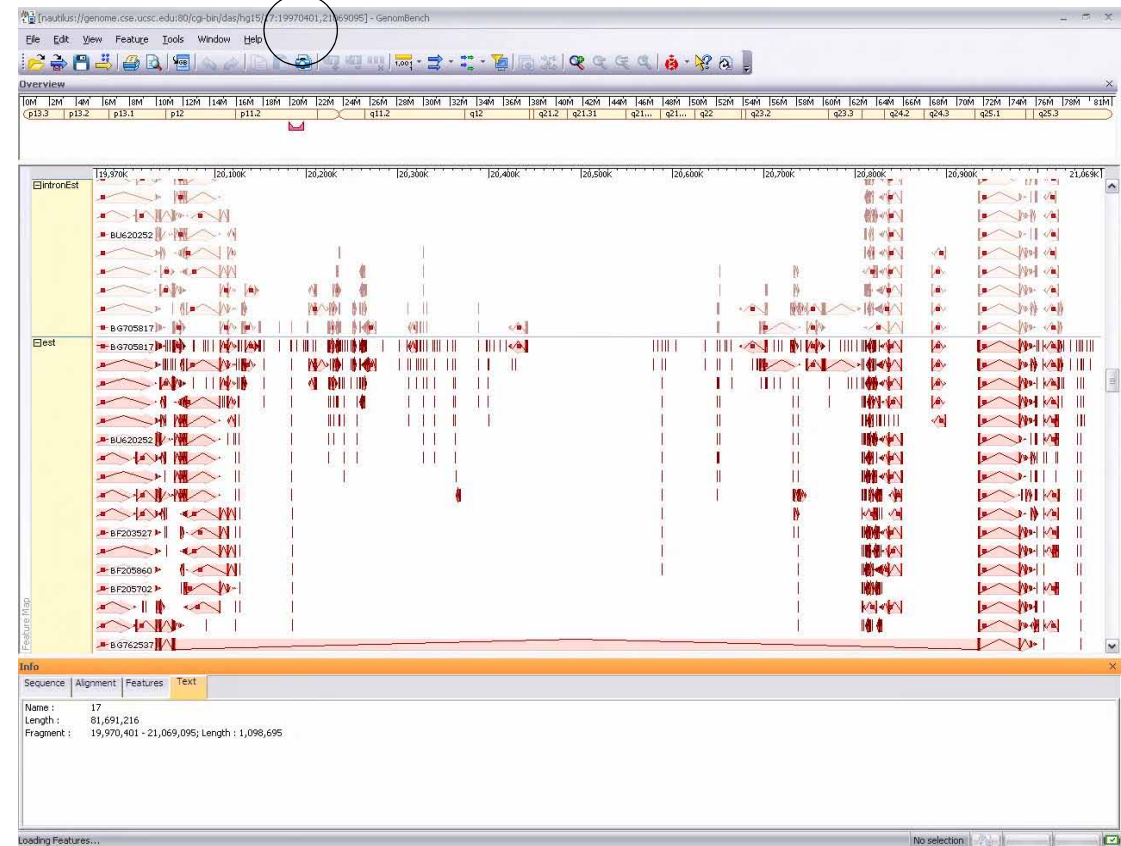 [nautilus://genome.cse.ucsc.edu:80/cgi-bin/das/hg15/17:19970401,21069095] - GenomBench
File Edit View Feature Tools Window Help
Overview
0M 2M 4M 6M 8M 10M 12M 14M 16M 18M 20M 22M 24M 26M 28M 30M 32M 34M 36M 38M 40M 42M 44M 46M 48M 50M 52M 54M 56M 58M 60M 62M 64M 66M 68M 70M 72M 74M 76M 78M 81M
p13.3 p13.2 p13.1 p12 p11.2 q11.2 q12 q21.2 q21.31 q21... q21... q22 q23.2 q23.3 q24.2 q24.3 q25.1 q25.3
19,970K 20,100K 20,200K 20,300K 20,400K 20,500K 20,600K 20,700K 20,800K 20,900K 21,069K
intronEst
BU620252
BG705817
est
BG705817
BU620252
BF203527
BF205860
BF205702
BG762537
Feature Map
Info
Sequence Alignment Features Text
Name : 17
Length : 81,691,216
Fragment : 19,970,401 - 21,069,095; Length : 1,098,695
Loading Features...
No selection